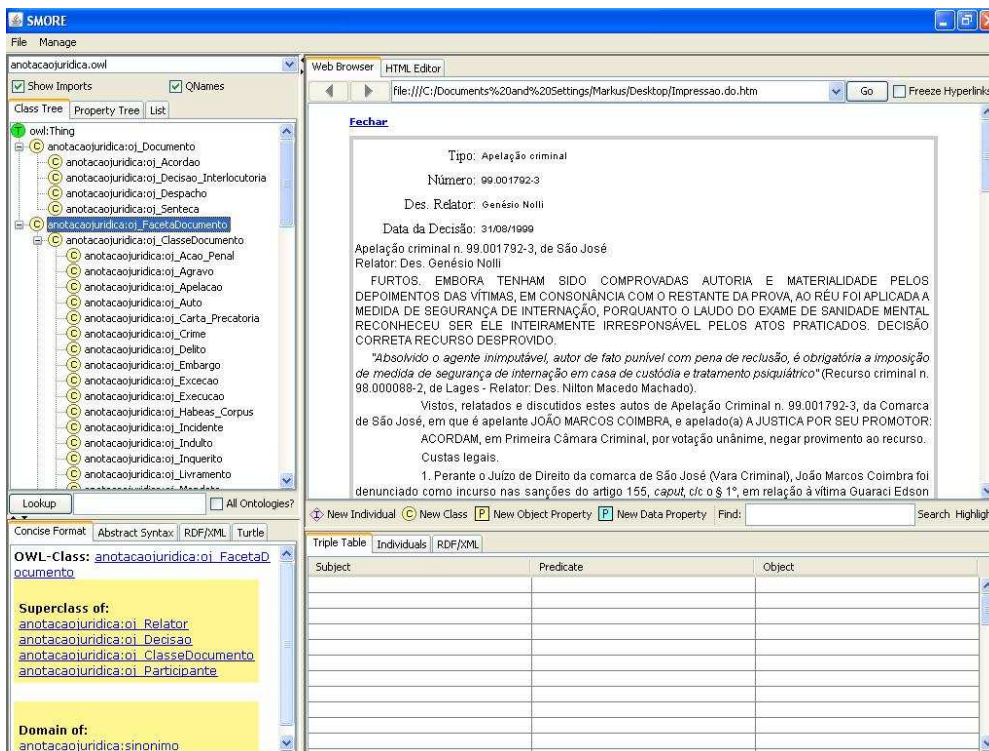 SMORE
File Manage
anotacaojuridica.owl
Show Imports QNames
Class Tree Property Tree List
owl:Thing
anotacaojuridica:oj_Documento
anotacaojuridica:oj_Acordao
anotacaojuridica:oj_Decisao_Interlocutoria
anotacaojuridica:oj_Despacho
anotacaojuridica:oj_Senteca
anotacaojuridica:oj_FacetaDocumento
anotacaojuridica:oj_ClasseDocumento
anotacaojuridica:oj_Acao_Penal
anotacaojuridica:oj_Agravo
anotacaojuridica:oj_Apelacao
anotacaojuridica:oj_Auto
anotacaojuridica:oj_Carta_Precatoria
anotacaojuridica:oj_Crime
anotacaojuridica:oj_Delito
anotacaojuridica:oj_Embargo
anotacaojuridica:oj_Excecao
anotacaojuridica:oj_Execucao
anotacaojuridica:oj_Habeas_Corpus
anotacaojuridica:oj_Incidente
anotacaojuridica:oj_Indulto
anotacaojuridica:oj_Inquerito
anotacaojuridica:oj_Livramento
Lookup All Ontologies?
Concise Format Abstract Syntax RDF/XML Turtle
OWL-Class: anotacaojuridica:oj_FacetaD
ocumento
Superclass of:
anotacaojuridica:oj_Relator
anotacaojuridica:oj_Decisao
anotacaojuridica:oj_ClasseDocumento
anotacaojuridica:oj_Participante
Domain of:
anotacaojuridica:sinonimo
Web Browser HTML Editor
file:///C:/Documents%20and%20Settings/Markus/Desktop/Impressao.do.htm Go Freeze Hyperlinks
Fechar
Tipo: Apelação criminal
Número: 99.001792-3
Des. Relator: Genésio Nolli
Data da Decisão: 31/08/1999
Apelação criminal n. 99.001792-3, de São José
Relator: Des. Genésio Nolli
FURTOS. EMBORA TENHAM SIDO COMPROVADAS AUTORIA E MATERIALIDADE PELOS
DEPOIMENTOS DAS VÍTIMAS, EM CONSONÂNCIA COM O RESTANTE DA PROVA, AO RÉU FOI APLICADA A
MEDIDA DE SEGURANÇA DE INTERNAÇÃO, PORQUANTO O LAUDO DO EXAME DE SANIDADE MENTAL
RECONHECEU SER ELE INTEIRAMENTE IRRESPONSÁVEL PELOS ATOS PRATICADOS. DECISÃO
CORRETA RECURSO DESPROVIDO.
"Absolvido o agente inimputável, autor de fato punível com pena de reclusão, é obrigatória a imposição
de medida de segurança de internação em casa de custódia e tratamento psiquiátrico" (Recurso criminal n.
98.000088-2, de Lages - Relator: Des. Nilton Macedo Machado).
Vistos, relatados e discutidos estes autos de Apelação Criminal n. 99.001792-3, da Comarca
de São José, em que é apelante JOÃO MARCOS COIMBRA, e apelado(a) A JUSTICA POR SEU PROMOTOR:
ACORDAM, em Primeira Câmara Criminal, por votação unânime, negar provimento ao recurso.
Custas legais.
1. Perante o Juízo de Direito da comarca de São José (Vara Criminal), João Marcos Coimbra foi
denunciado como incurso nas sanções do artigo 155, caput, c/c o § 1º, em relação à vítima Guaraci Edson
New Individual New Class New Object Property New Data Property Find: Search Highligh
Triple Table Individuals RDF/XML
Subject Predicate Object